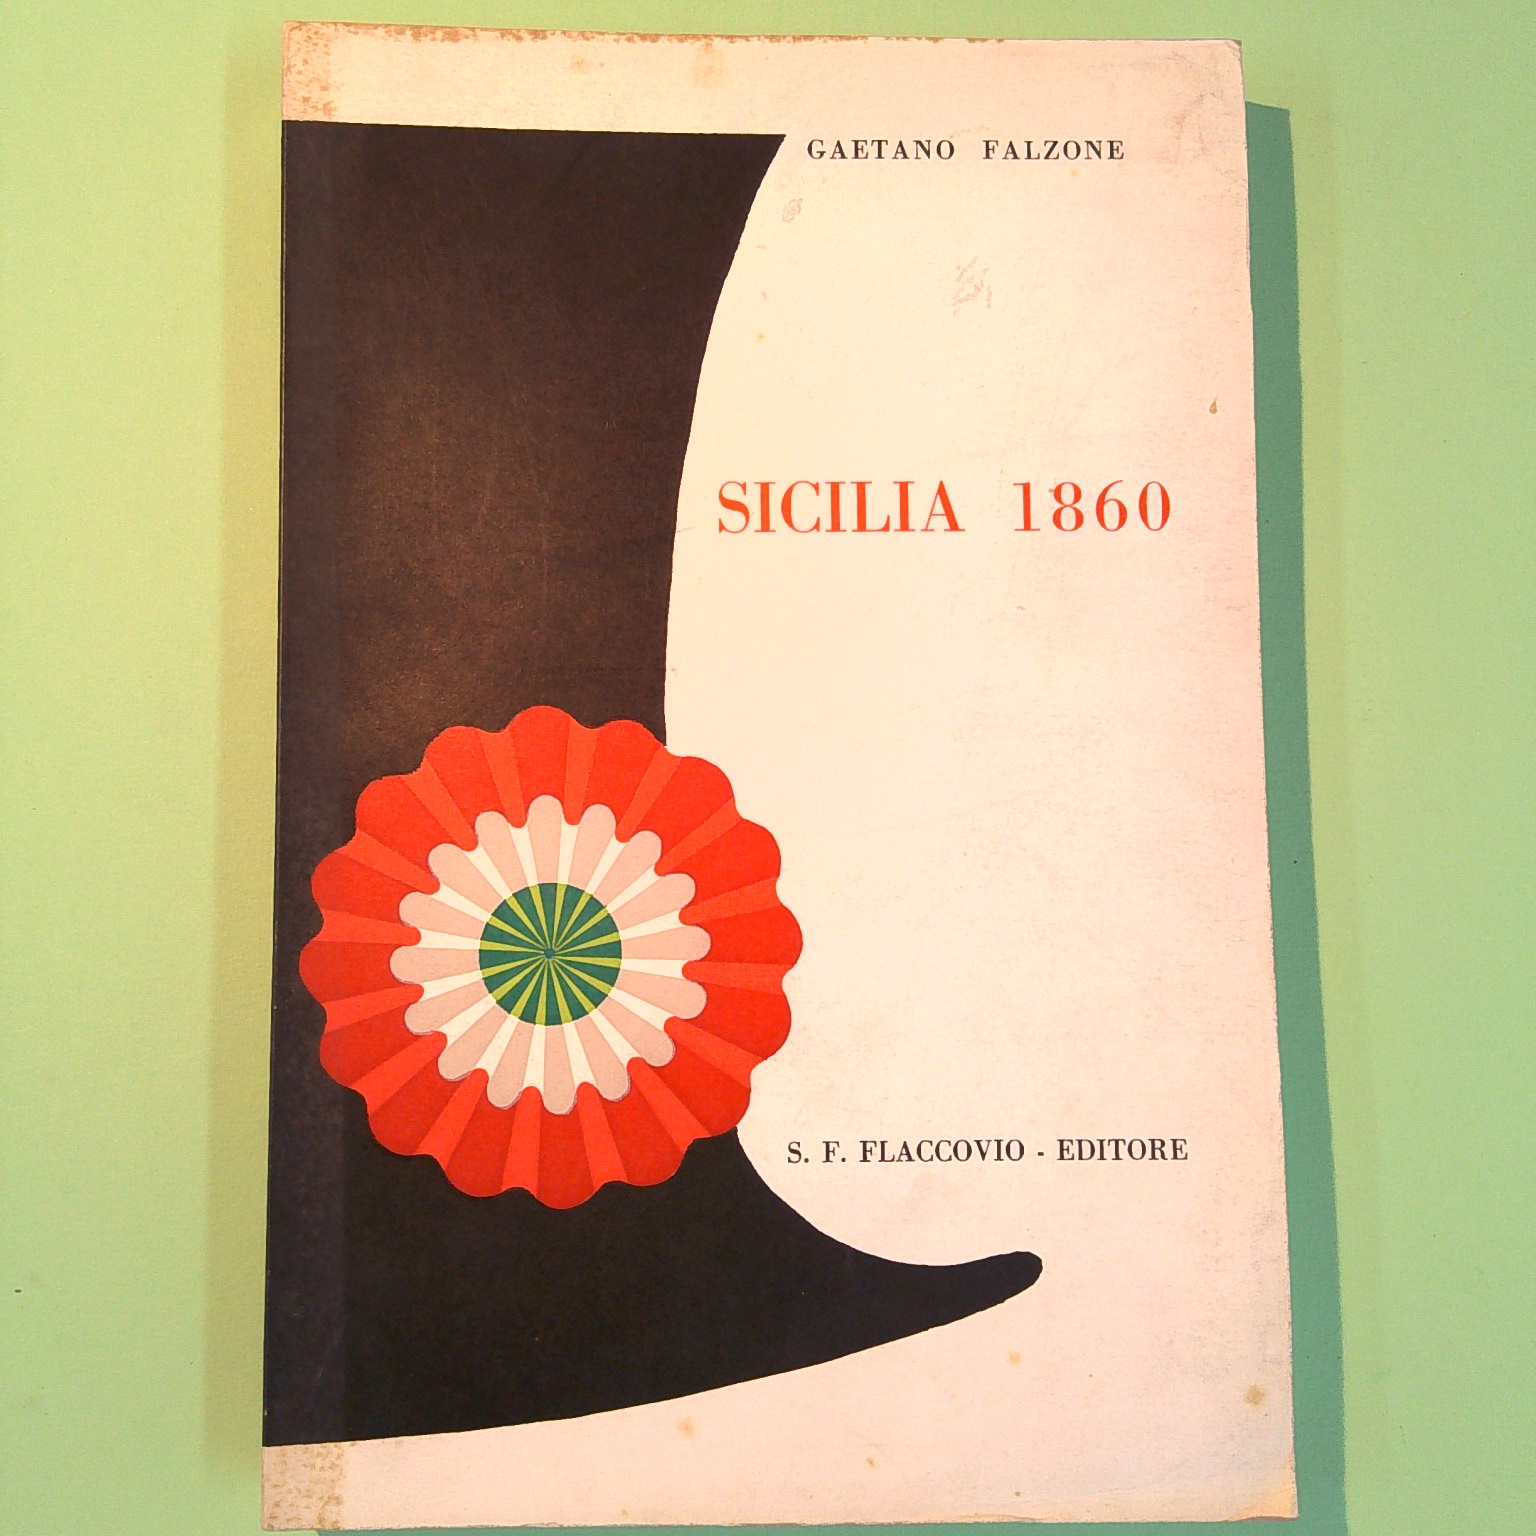 GAETANO FALZONE
SICILIA 1860
S. F. FLACCOVIO - EDITORE